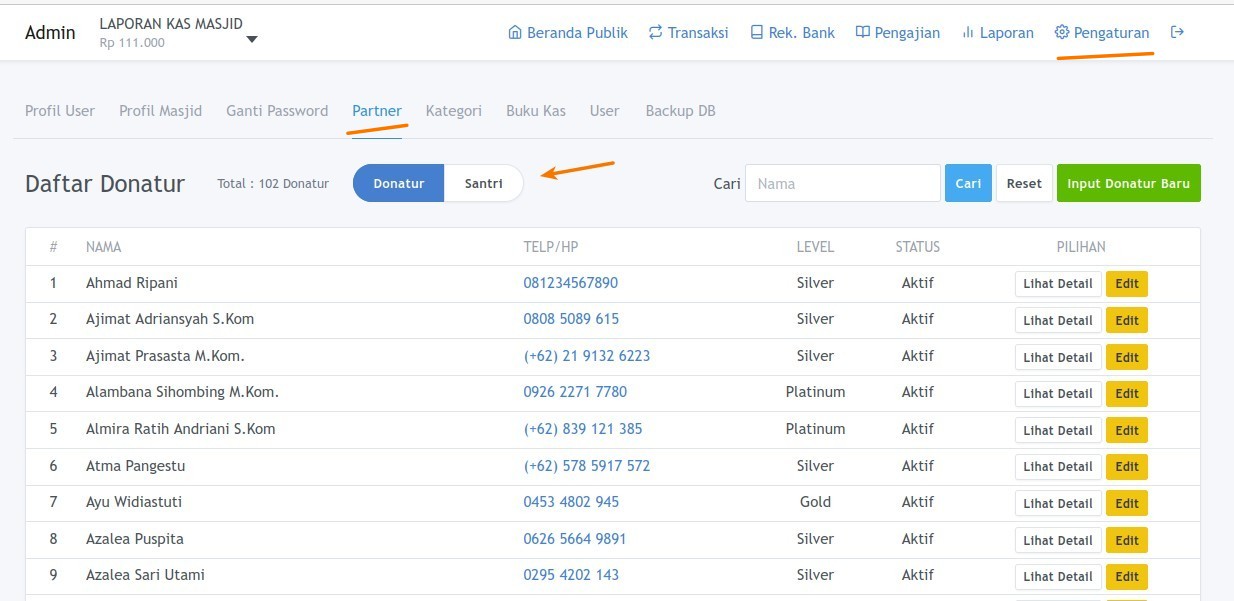 Admin LAPORAN KAS MASJID
Rp 111.000
Beranda Publik Transaksi Rek. Bank Pengajian Laporan Pengaturan
Profil User Profil Masjid Ganti Password Partner Kategori Buku Kas User Backup DB
Daftar Donatur Total : 102 Donatur Donatur Santri Cari Nama Cari Reset Input Donatur Baru
# NAMA TELP/HP LEVEL STATUS PILIHAN
1 Ahmad Ripani 081234567890 Silver Aktif Lihat Detail Edit
2 Ajimat Adriansyah S.Kom 0808 5089 615 Silver Aktif Lihat Detail Edit
3 Ajimat Prasasta M.Kom. (+62) 21 9132 6223 Silver Aktif Lihat Detail Edit
4 Alambana Sihombing M.Kom. 0926 2271 7780 Platinum Aktif Lihat Detail Edit
5 Almira Ratih Andriani S.Kom (+62) 839 121 385 Platinum Aktif Lihat Detail Edit
6 Atma Pangestu (+62) 578 5917 572 Silver Aktif Lihat Detail Edit
7 Ayu Widiastuti 0453 4802 945 Gold Aktif Lihat Detail Edit
8 Azalea Puspita 0626 5664 9891 Silver Aktif Lihat Detail Edit
9 Azalea Sari Utami 0295 4202 143 Silver Aktif Lihat Detail Edit